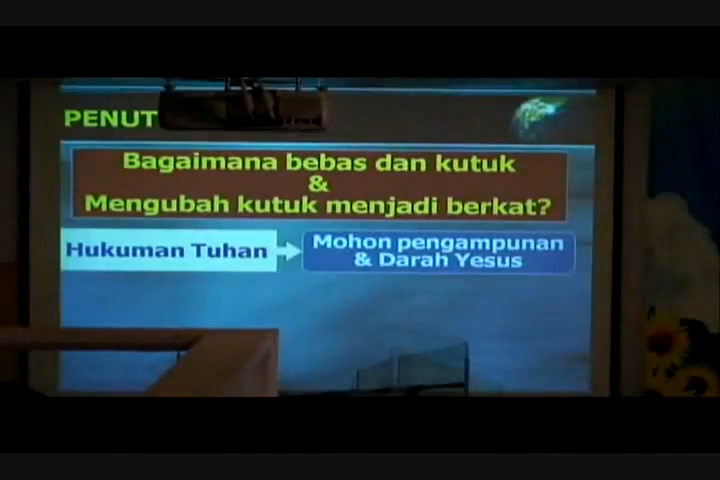 PENUT
Bagaimana bebas dan kutuk
&
Mengubah kutuk menjadi berkat?
Hukuman Tuhan
Mohon pengampunan
& Darah Yesus